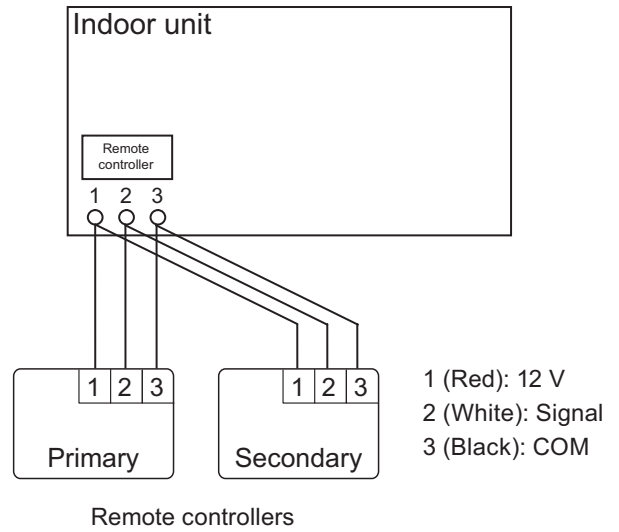 Indoor unit
Remote
controller
1 2 3
1 2 3
1 2 3
1 (Red): 12 V
2 (White): Signal
3 (Black): COM
Primary
Secondary
Remote controllers